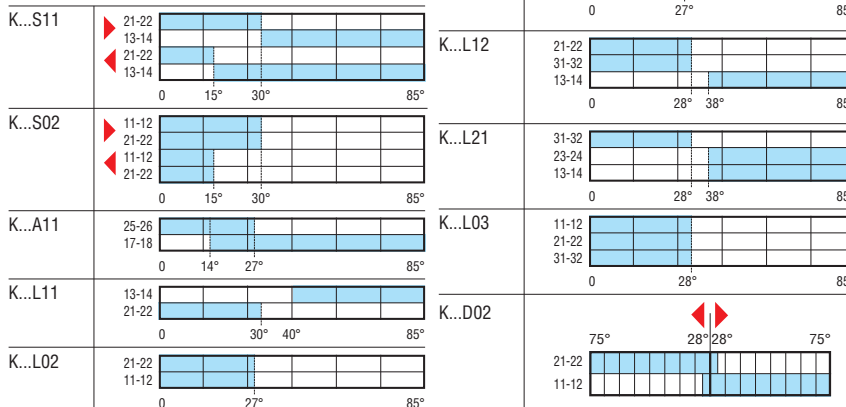 K...S11
21-22
13-14
21-22
13-14
0 15° 30° 85°
K...S02
11-12
21-22
11-12
21-22
0 15° 30° 85°
K...A11
25-26
17-18
0 14° 27° 85°
K...L11
13-14
21-22
0 30° 40° 85°
K...L02
21-22
11-12
0 27° 85°
0 27° 85
K...L12
21-22
31-32
13-14
0 28° 38° 85
K...L21
31-32
23-24
13-14
0 28° 38° 85
K...L03
11-12
21-22
31-32
0 28° 85
K...D02
75° 28° 28° 75°
21-22
11-12